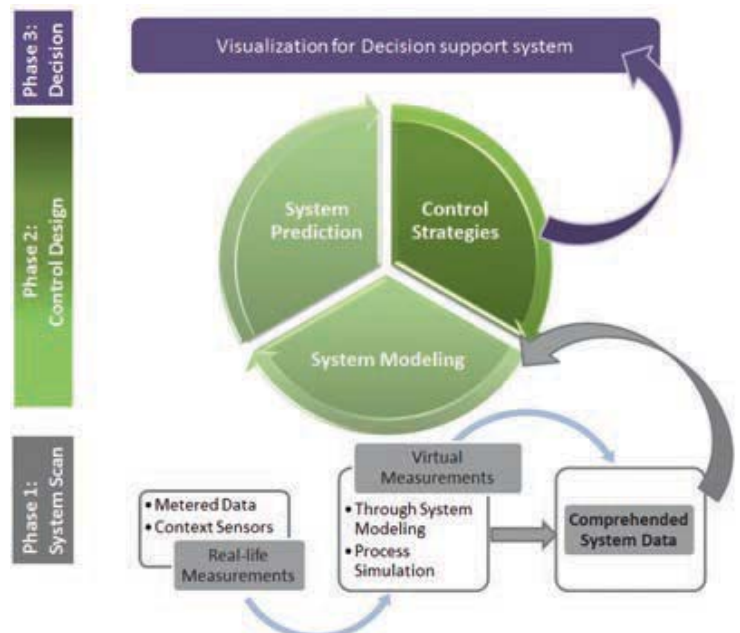 Phase 3:
Decision
Visualization for Decision support system
Phase 2:
Control Design
System
Prediction
Control
Strategies
System Modeling
Phase 1:
System Scan
• Metered Data
• Context Sensors
Real-life
Measurements
Virtual
Measurements
• Through System
Modeling
• Process
Simulation
Comprehended
System Data